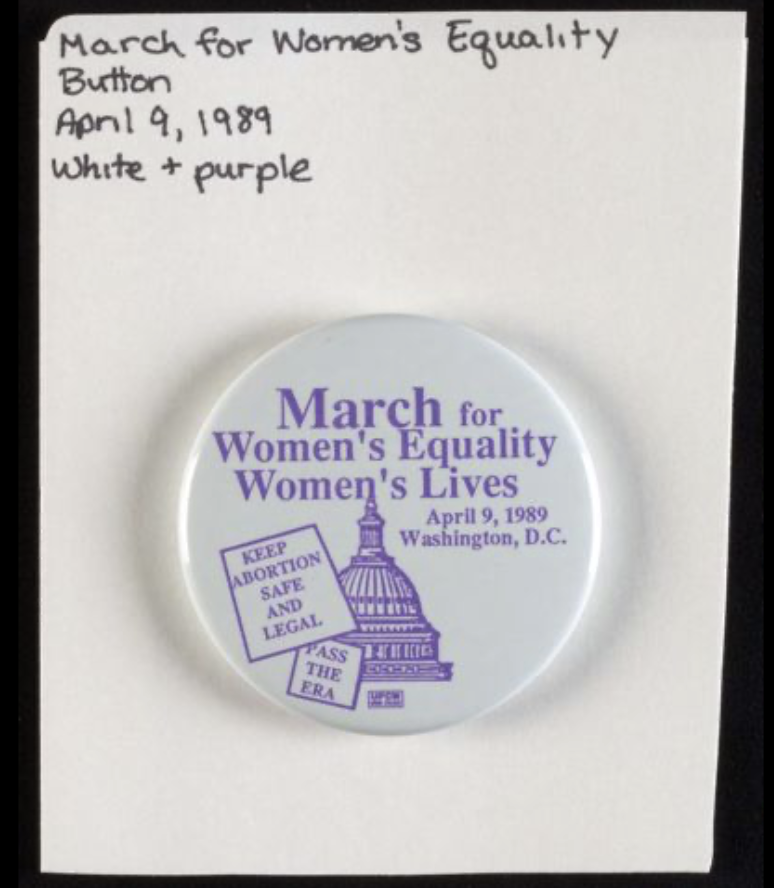 March for Women's Equality
Button
April 9, 1989
White + purple
March for
Women's Equality
Women's Lives
April 9, 1989
Washington, D.C.
KEEP
ABORTION
SAFE
AND
LEGAL
PASS
THE
ERA
UFCW